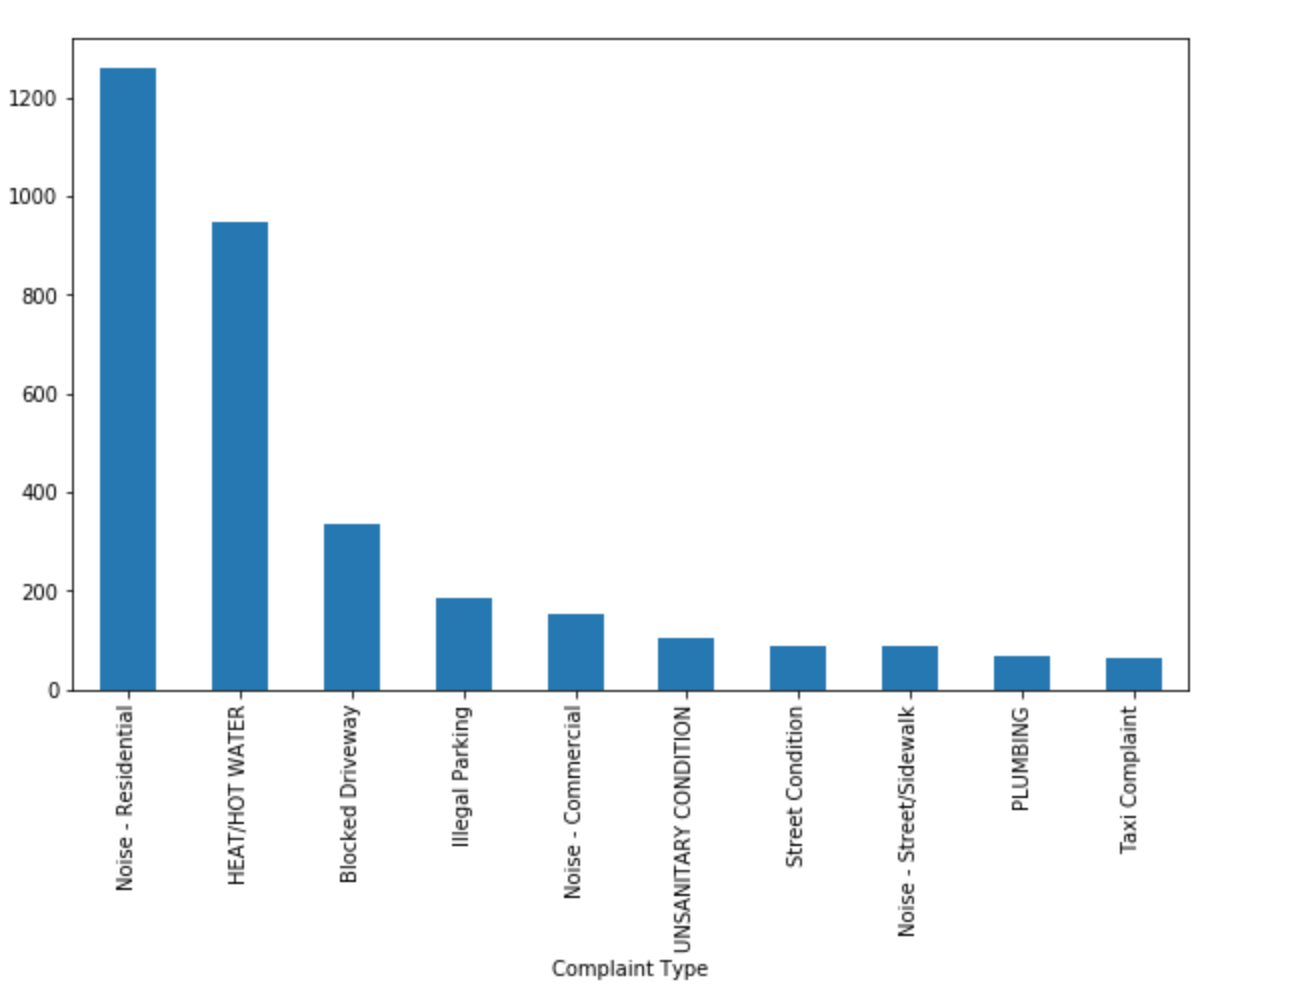 1200
1000
800
600
400
200
0
Noise - Residential
HEAT/HOT WATER
Blocked Driveway
Illegal Parking
Noise - Commercial
UNSANITARY CONDITION
Street Condition
Noise - Street/Sidewalk
PLUMBING
Taxi Complaint
Complaint Type